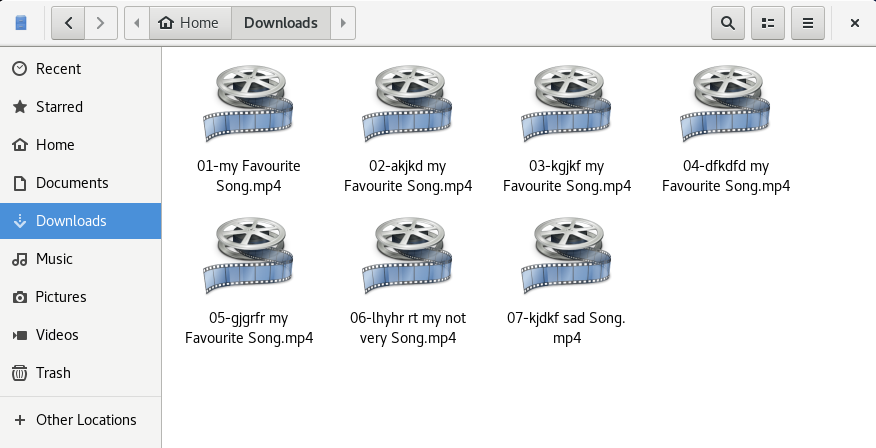 Home
Downloads
Recent
Starred
Home
Documents
Downloads
Music
Pictures
Videos
Trash
Other Locations
01-my Favourite
Song.mp4
02-akjkd my
Favourite Song.mp4
03-kgjkf my
Favourite Song.mp4
04-dfkdfd my
Favourite Song.mp4
05-gjgrfr my
Favourite Song.mp4
06-lhyhr rt my not
very Song.mp4
07-kjdkf sad Song.
mp4